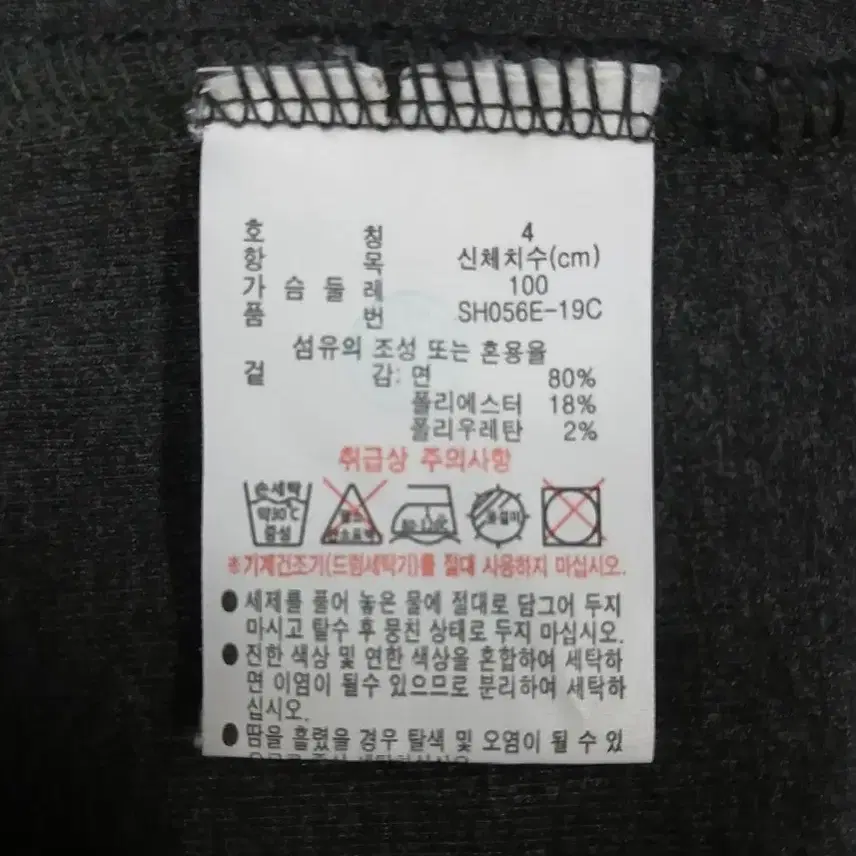 호 칭 4
항 목 신체치수(cm)
가 슴 둘 레 100
품 번 SH056E-19C
섬유의 조성 또는 혼용율
겉 감: 면 80%
폴리에스터 18%
폴리우레탄 2%
취급상 주의사항
손세탁
약30℃
중성
※기계건조기(드럼세탁기)를 절대 사용하지 마십시오.
● 세제를 풀어 놓은 물에 절대로 담그어 두지
마시고 탈수 후 뭉친 상태로 두지 마십시오.
● 진한 색상 및 연한 색상을 혼합하여 세탁하
면 이염이 될수 있으므로 분리하여 세탁하
십시오.
● 땀을 흘렸을 경우 탈색 및 오염이 될 수 있